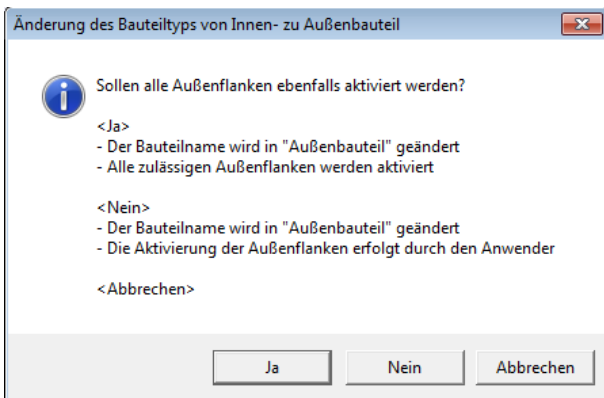 Änderung des Bauteiltyps von Innen- zu Außenbauteil
Sollen alle Außenflanken ebenfalls aktiviert werden?
<Ja>
- Der Bauteilname wird in "Außenbauteil" geändert
- Alle zulässigen Außenflanken werden aktiviert
<Nein>
- Der Bauteilname wird in "Außenbauteil" geändert
- Die Aktivierung der Außenflanken erfolgt durch den Anwender
<Abbrechen>
Ja Nein Abbrechen